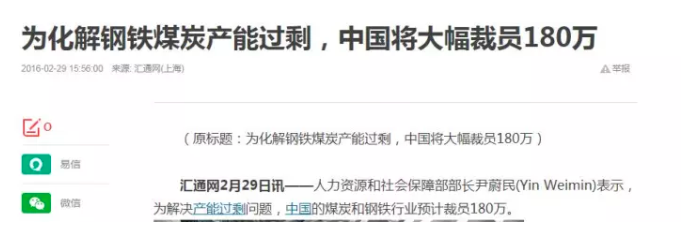 为化解钢铁煤炭产能过剩，中国将大幅裁员180万
2016-02-29 15:56:00 来源: 汇通网(上海) 举报
0
（原标题：为化解钢铁煤炭产能过剩，中国将大幅裁员180万）
易信
汇通网2月29日讯——人力资源和社会保障部部长尹蔚民(Yin Weimin)表示，
微信
为解决产能过剩问题，中国的煤炭和钢铁行业预计裁员180万。